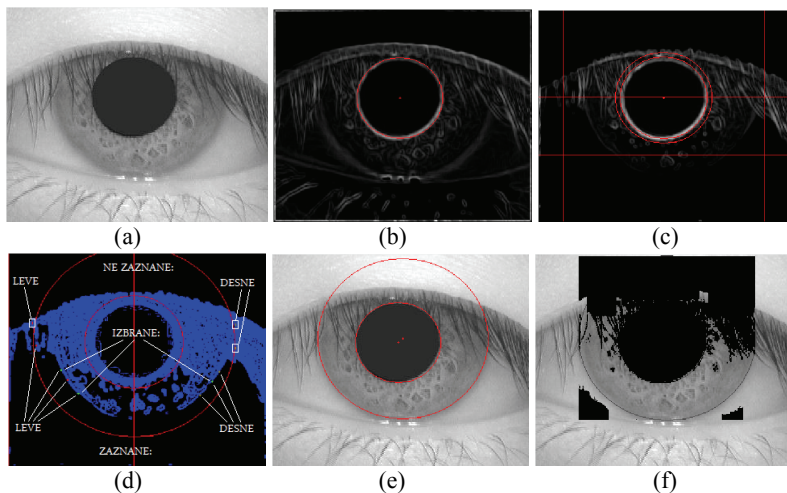 (a)
(b)
(c)
NE ZAZNANE:
LEVE
DESNE
IZBRANE:
LEVE
DESNE
ZAZNANE:
(d)
(e)
(f)